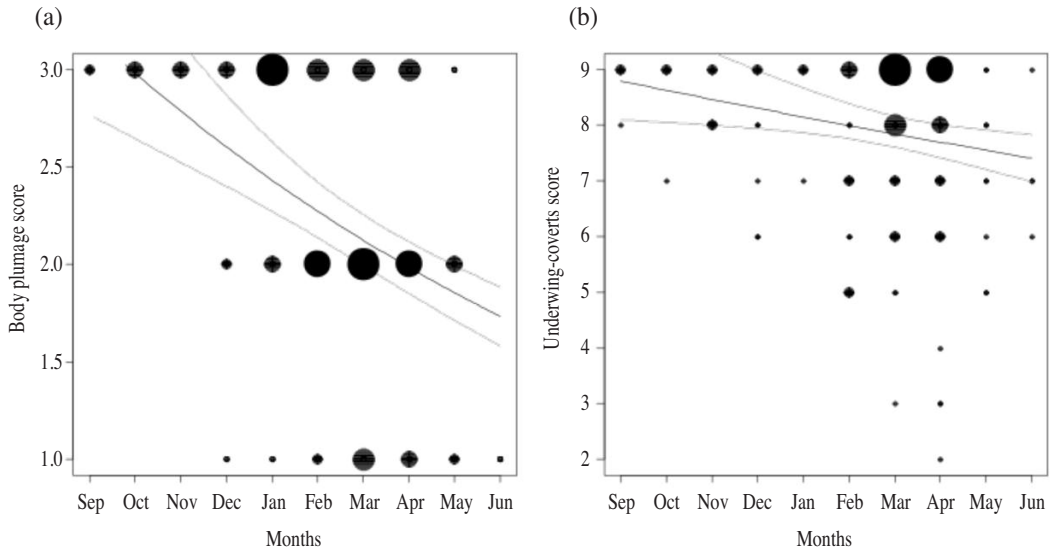 (a)
3.0
2.5
2.0
1.5
1.0
Body plumage score
Sep Oct Nov Dec Jan Feb Mar Apr May Jun
Months
(b)
9
8
7
6
5
4
3
2
Underwing-coverts score
Sep Oct Nov Dec Jan Feb Mar Apr May Jun
Months